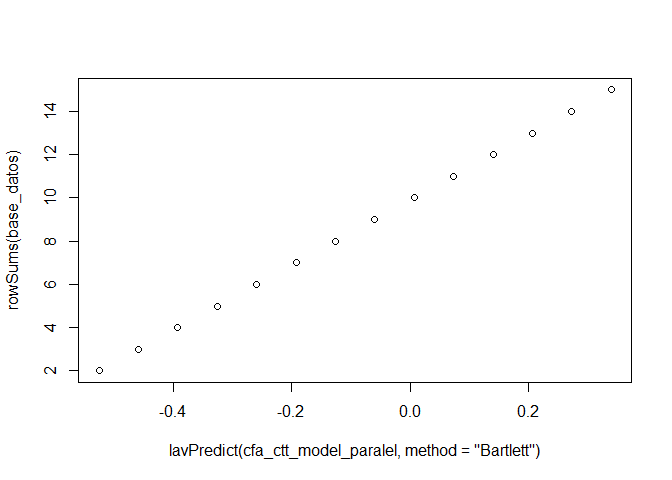 14
12
10
8
6
4
2
rowSums(base_datos)
-0.4 -0.2 0.0 0.2
lavPredict(cfa_ctt_model_paralel, method = "Bartlett")